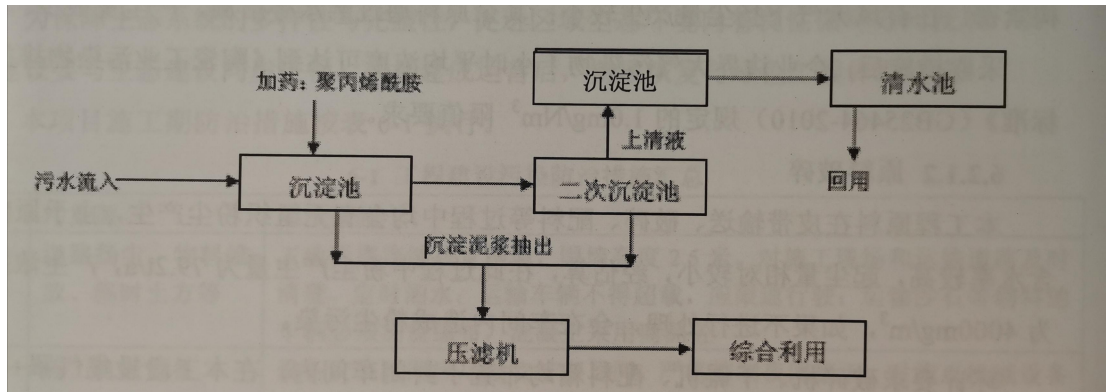 沉淀池
清水池
加药：聚丙烯酰胺
上清液
污水流入
沉淀池
二次沉淀池
回用
沉淀泥浆抽出
压滤机
综合利用